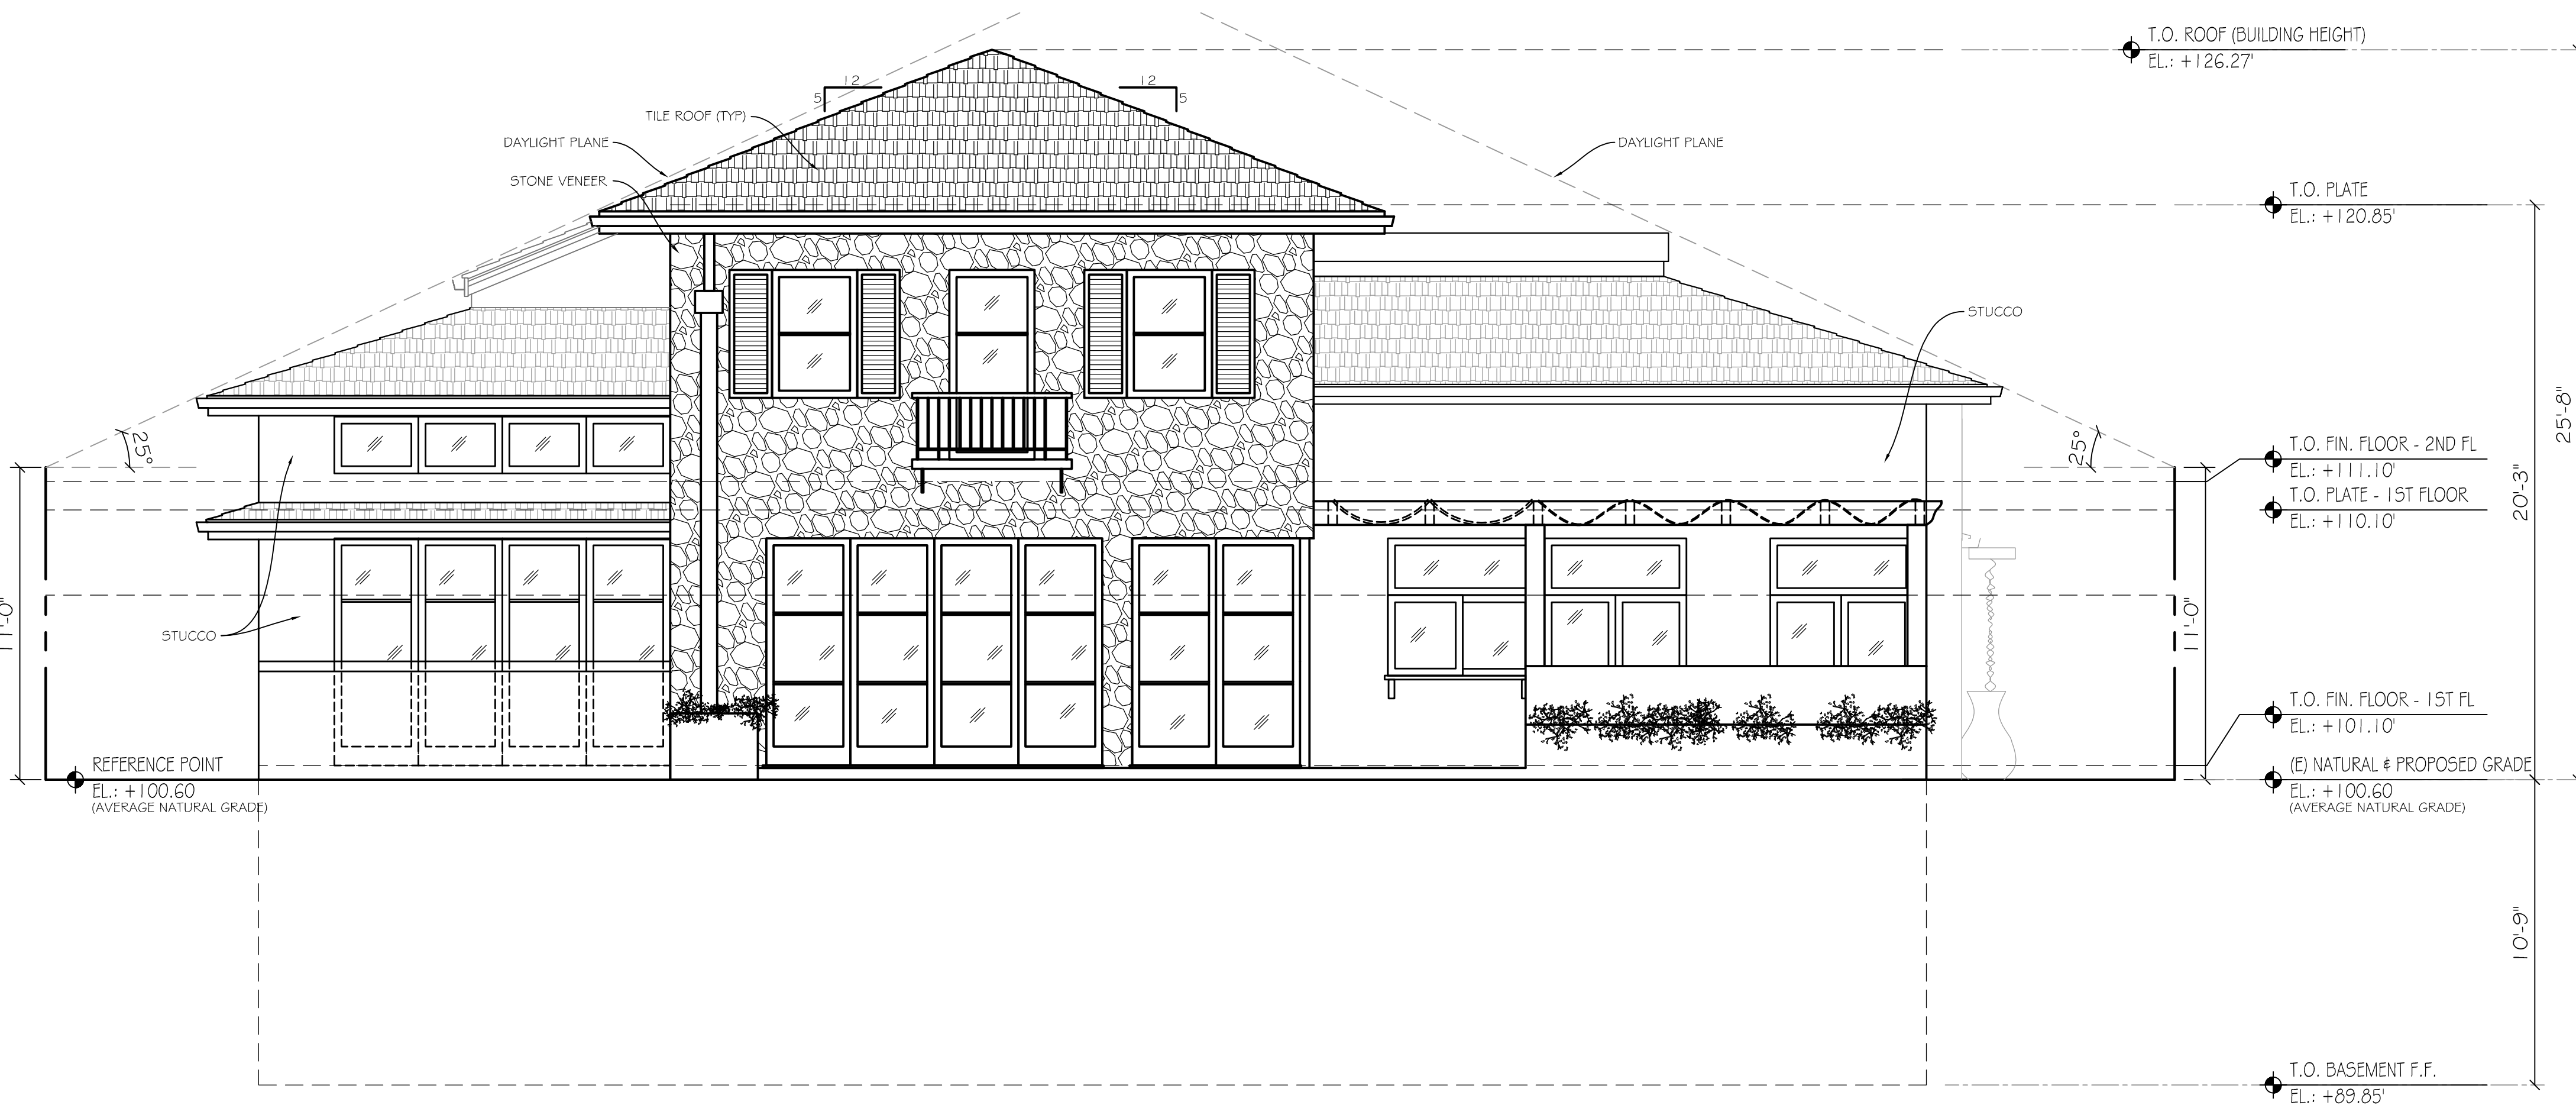 T.O. ROOF (BUILDING HEIGHT)
EL.: +126.27'
12
5
12
5
TILE ROOF (TYP)
DAYLIGHT PLANE
DAYLIGHT PLANE
STONE VENEER
T.O. PLATE
EL.: +120.85'
STUCCO
25'-8"
25°
25°
T.O. FIN. FLOOR - 2ND FL
EL.: +111.10'
T.O. PLATE - 1ST FLOOR
EL.: +110.10'
20'-3"
11'-0"
11'-0"
STUCCO
T.O. FIN. FLOOR - 1ST FL
EL.: +101.10'
REFERENCE POINT
EL.: +100.60
(AVERAGE NATURAL GRADE)
(E) NATURAL & PROPOSED GRADE
EL.: +100.60
(AVERAGE NATURAL GRADE)
10'-9"
T.O. BASEMENT F.F.
EL.: +89.85'